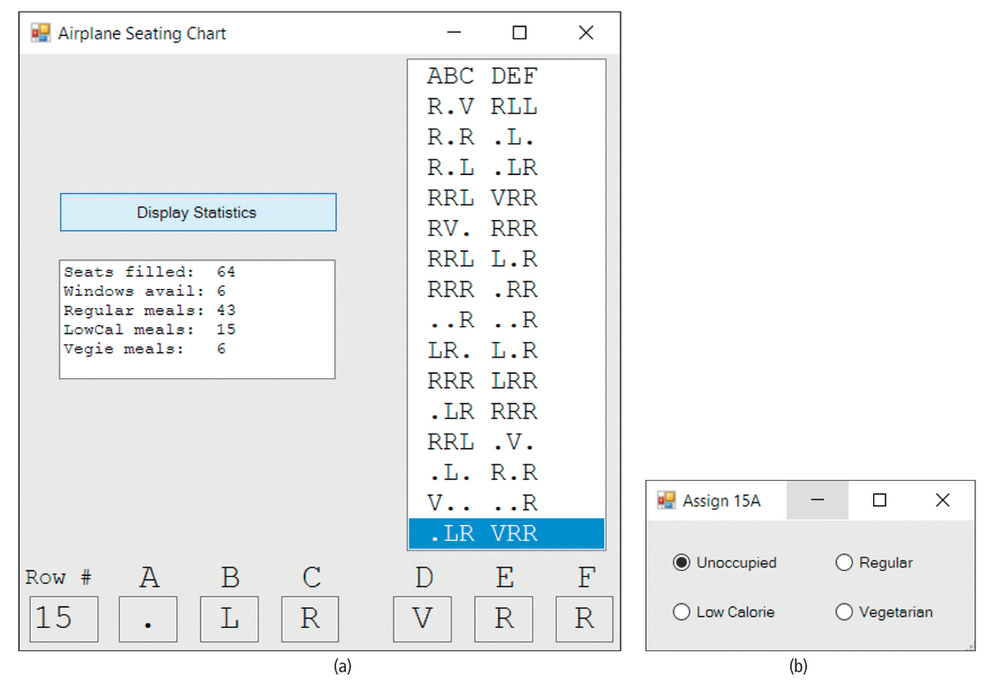 Airplane Seating Chart
Display Statistics
Seats filled: 64
Windows avail: 6
Regular meals: 43
LowCal meals: 15
Vegie meals: 6
ABC DEF
R.V RLL
R.R .L.
R.L .LR
RRL VRR
RV. RRR
RRL L.R
RRR .RR
..R ..R
LR. L.R
RRR LRR
.LR RRR
RRL .V.
.L. R.R
V.. ..R
.LR VRR
Row # A B C D E F
15 . L R V R R
(a)
Assign 15A
Unoccupied Regular
Low Calorie Vegetarian
(b)